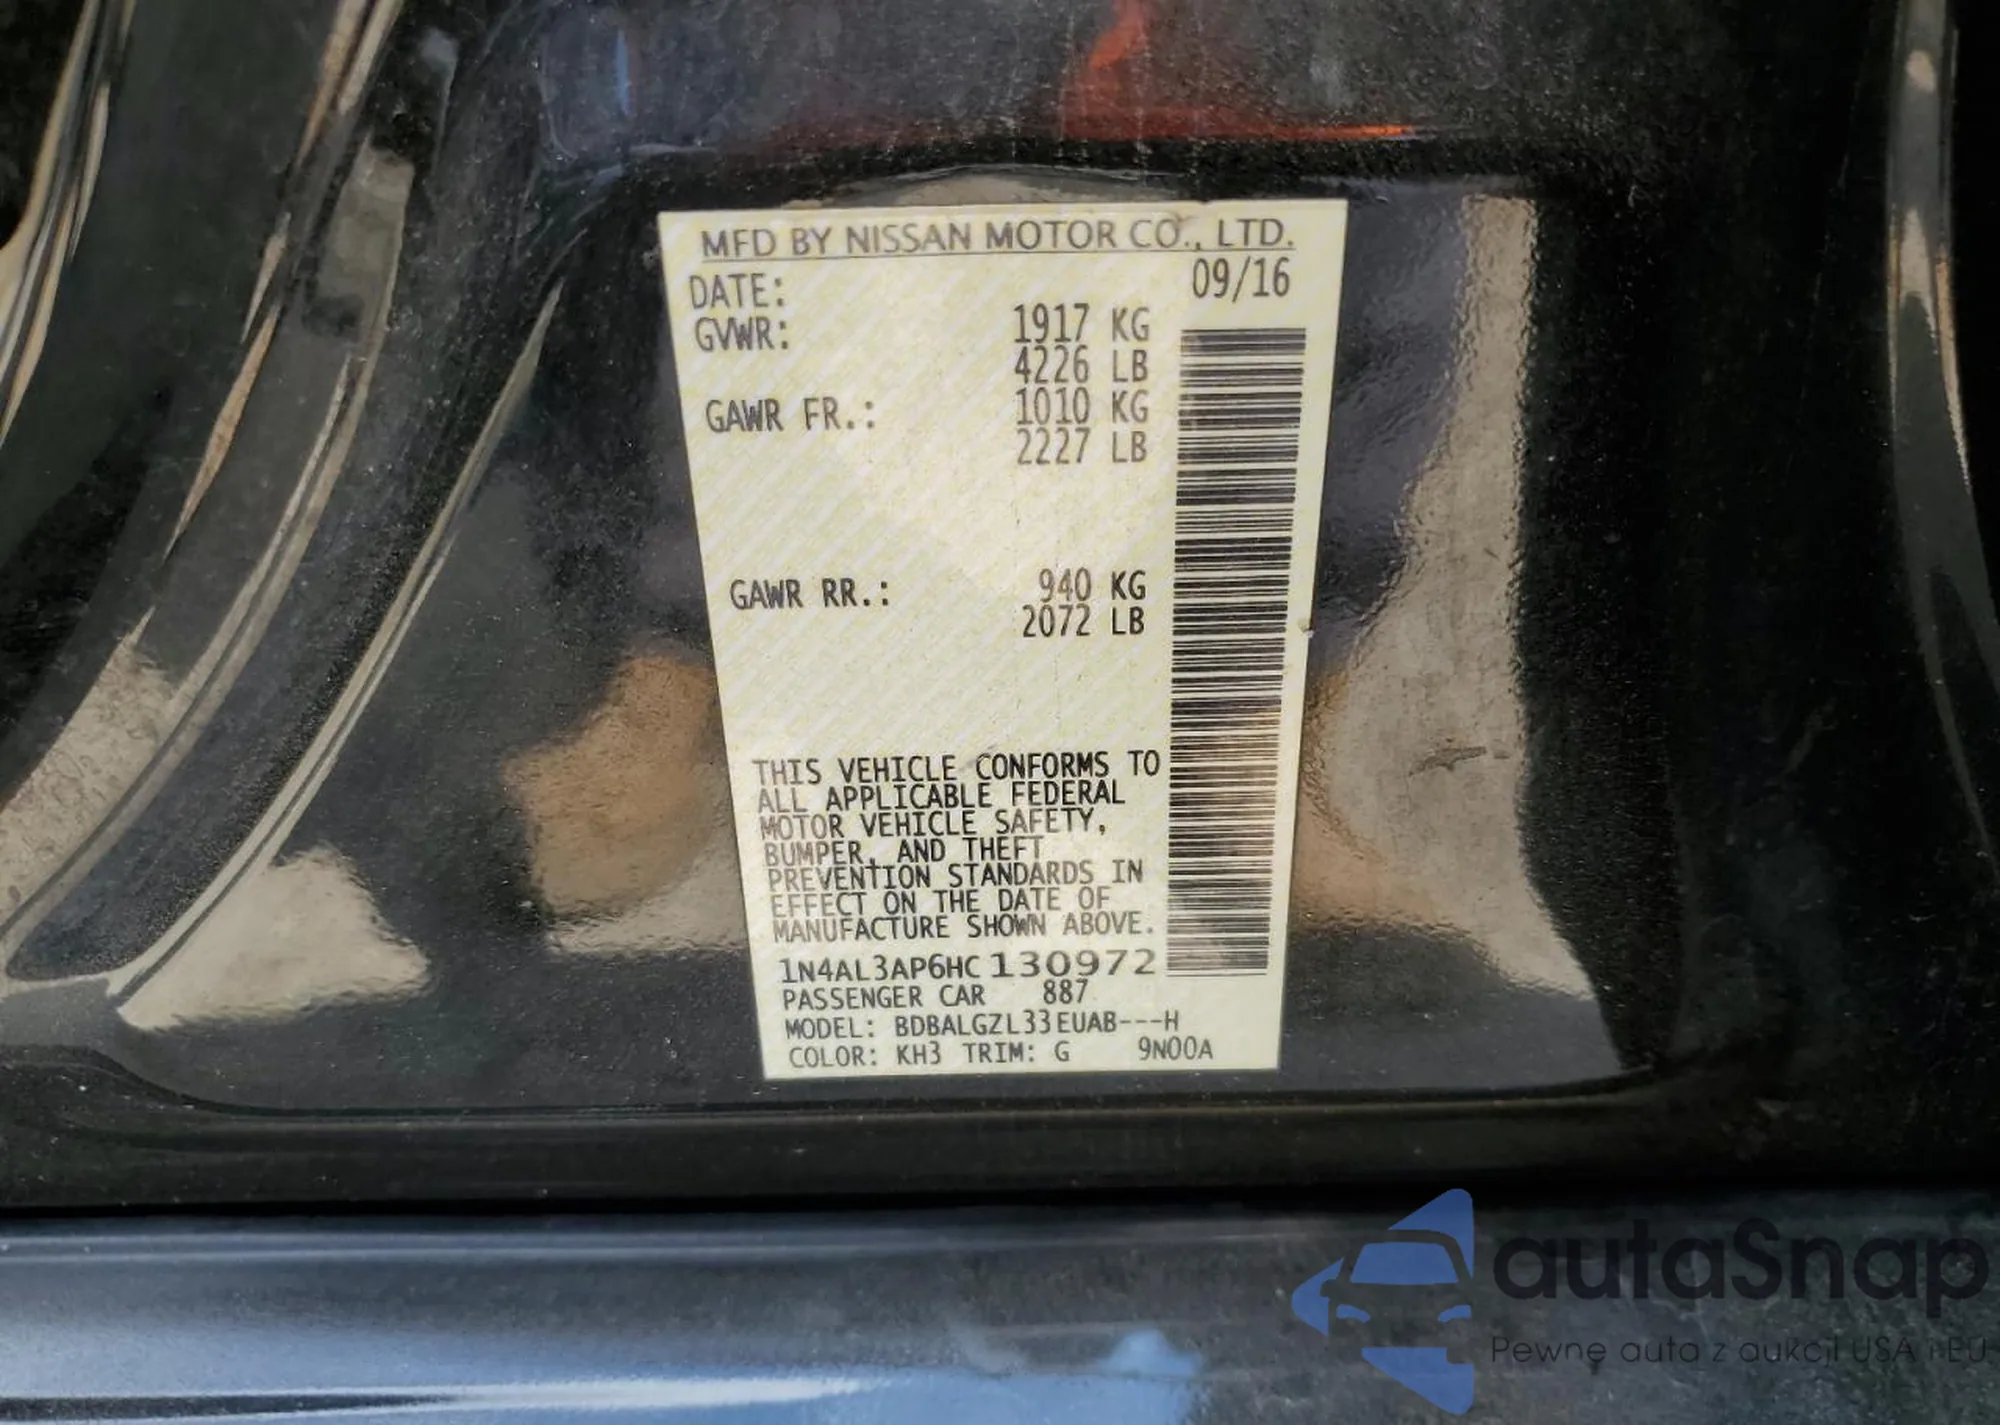 MFD BY NISSAN MOTOR CO., LTD.
DATE: 09/16
GVWR: 1917 KG
4226 LB
GAWR FR.: 1010 KG
2227 LB
GAWR RR.: 940 KG
2072 LB
THIS VEHICLE CONFORMS TO
ALL APPLICABLE FEDERAL
MOTOR VEHICLE SAFETY,
BUMPER, AND THEFT
PREVENTION STANDARDS IN
EFFECT ON THE DATE OF
MANUFACTURE SHOWN ABOVE.
1N4AL3AP6HC130972
PASSENGER CAR 887
MODEL: BDBALGZL33EUAB---H
COLOR: KH3 TRIM: G 9N00A
autaSnap
Pewne auta z aukcji USA i EU